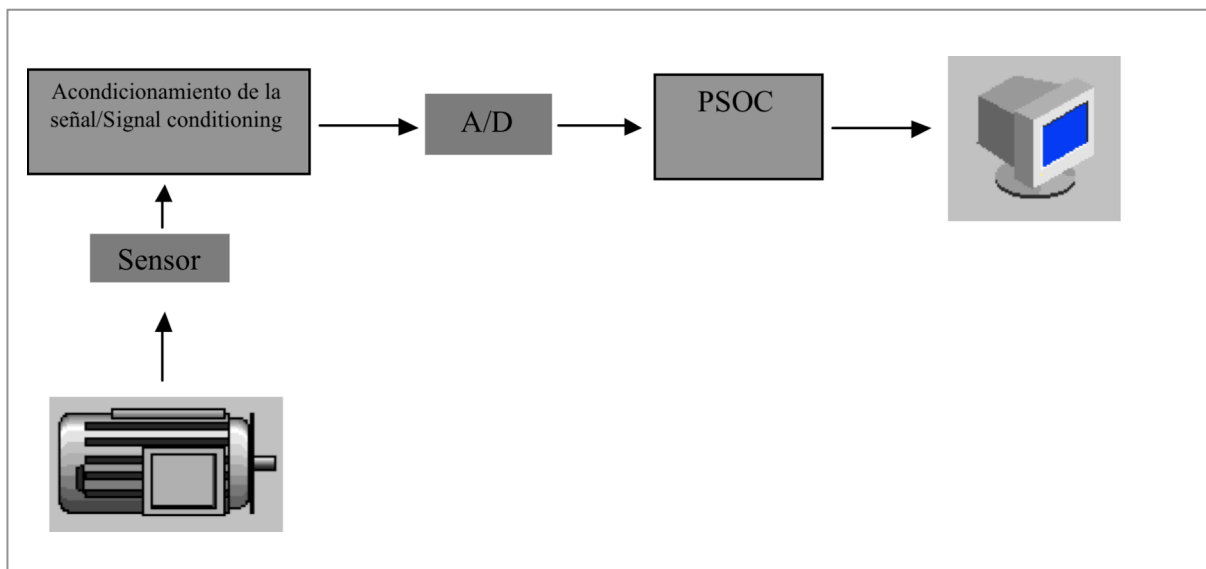 Acondicionamiento de la
señal/Signal conditioning
A/D
PSOC
Sensor